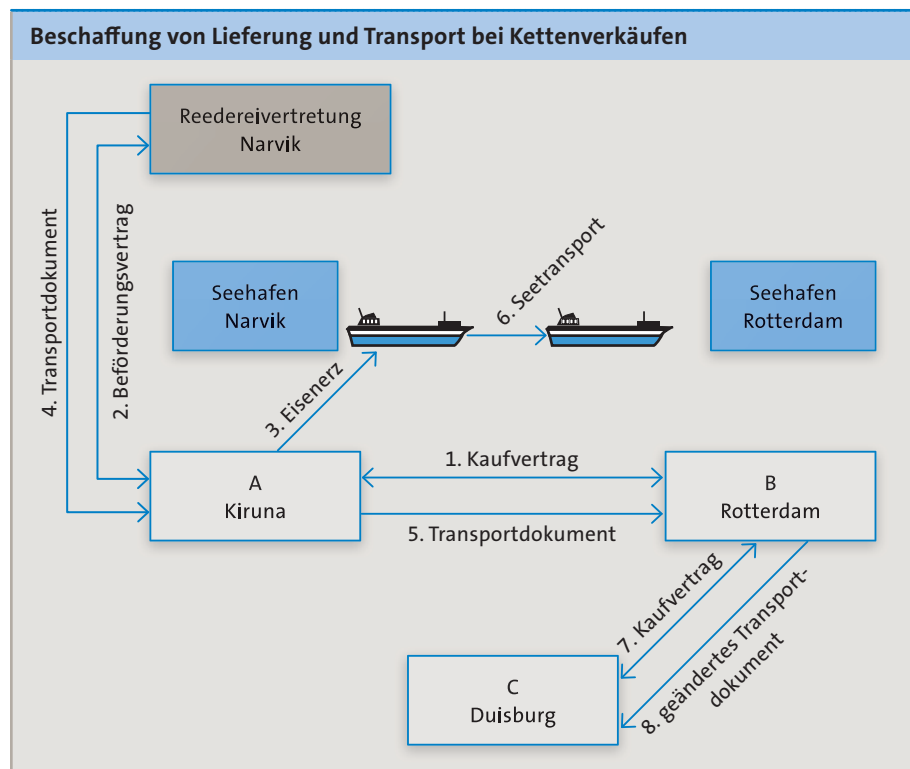 Beschaffung von Lieferung und Transport bei Kettenverkäufen
Reedereivertretung
Narvik
4. Transportdokument
2. Beförderungsvertrag
Seehafen
Narvik
6. Seetransport
Seehafen
Rotterdam
3. Eisenerz
A
Kiruna
1. Kaufvertrag
5. Transportdokument
B
Rotterdam
7. Kaufvertrag
8. geändertes Transport-
dokument
C
Duisburg